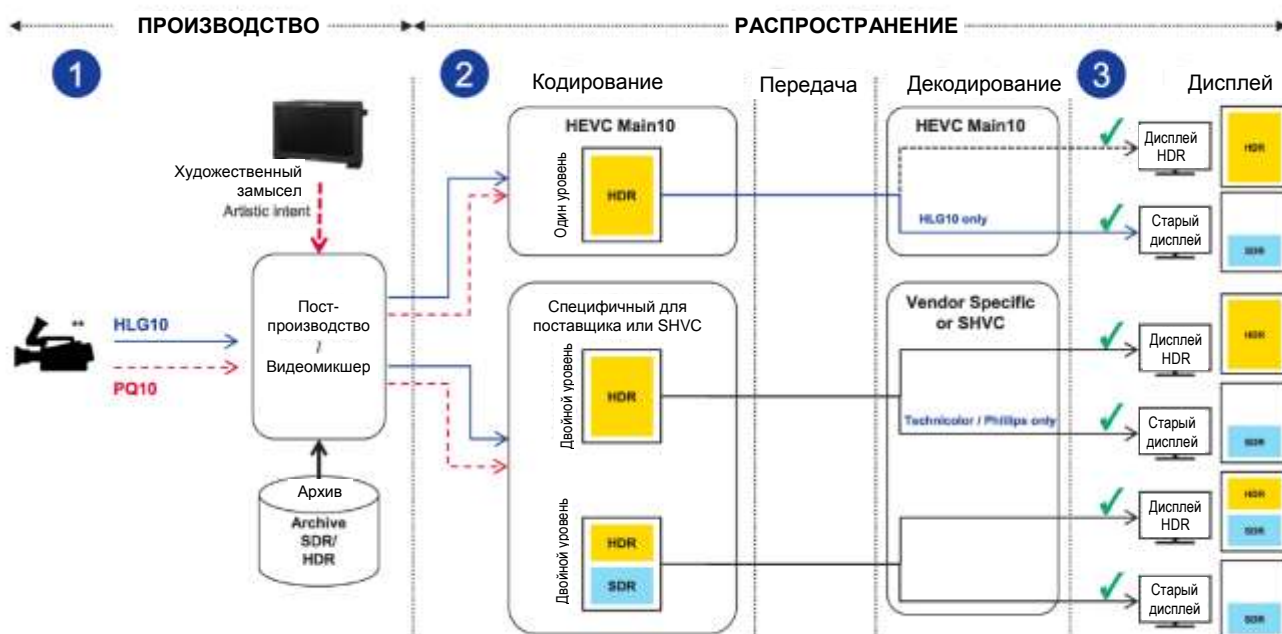 ПРОИЗВОДСТВО
РАСПРОСТРАНЕНИЕ
1
2
Кодирование
Передача
Декодирование
3
Дисплей
Художественный
замысел
Artistic intent
HLG10
PQ10
**
Пост-
производство
/
Видеомикшер
Архив
Archive
SDR/
HDR
HEVC Main10
Один уровень
HDR
Специфичный для
поставщика или SHVC
Двойной уровень
HDR
Двойной уровень
HDR
SDR
HEVC Main10
HLG10 only
Vendor Specific
or SHVC
Technicolor / Phillips only
Дисплей
HDR
HDR
Старый
дисплей
SDR
Дисплей
HDR
HDR
Старый
дисплей
SDR
Дисплей
HDR
HDR
SDR
Старый
дисплей
SDR